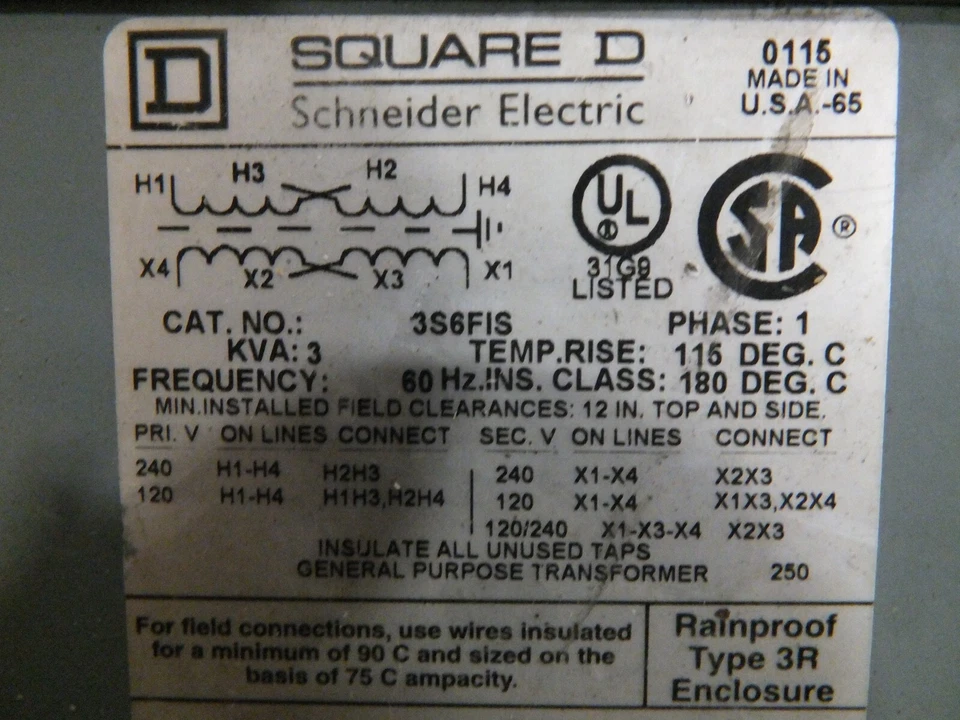 D SQUARE D 0115
Schneider Electric MADE IN
U.S.A.-65
H1 H3 H2 H4
X4 X2 X3 X1
UL
31G9
LISTED
SA ®
CAT. NO.: 3S6FIS PHASE: 1
KVA: 3 TEMP.RISE: 115 DEG. C
FREQUENCY: 60 Hz.INS. CLASS: 180 DEG. C
MIN.INSTALLED FIELD CLEARANCES: 12 IN. TOP AND SIDE.
PRI. V ON LINES CONNECT SEC. V ON LINES CONNECT
240 H1-H4 H2H3 240 X1-X4 X2X3
120 H1-H4 H1H3,H2H4 120 X1-X4 X1X3,X2X4
120/240 X1-X3-X4 X2X3
INSULATE ALL UNUSED TAPS
GENERAL PURPOSE TRANSFORMER 250
For field connections, use wires insulated
for a minimum of 90 C and sized on the
basis of 75 C ampacity.
Rainproof
Type 3R
Enclosure